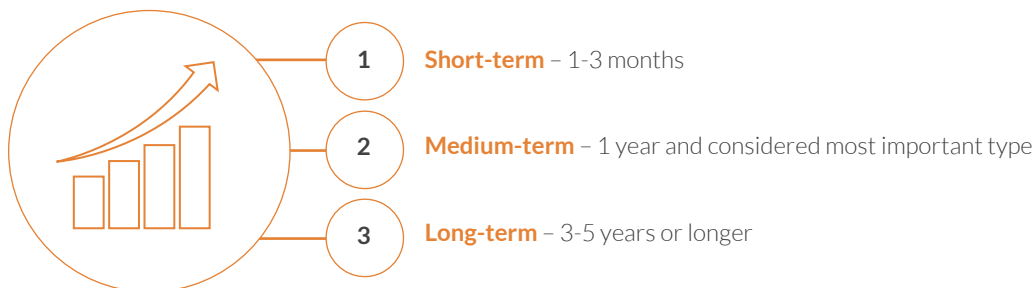 1 Short-term – 1-3 months
2 Medium-term – 1 year and considered most important type
3 Long-term – 3-5 years or longer